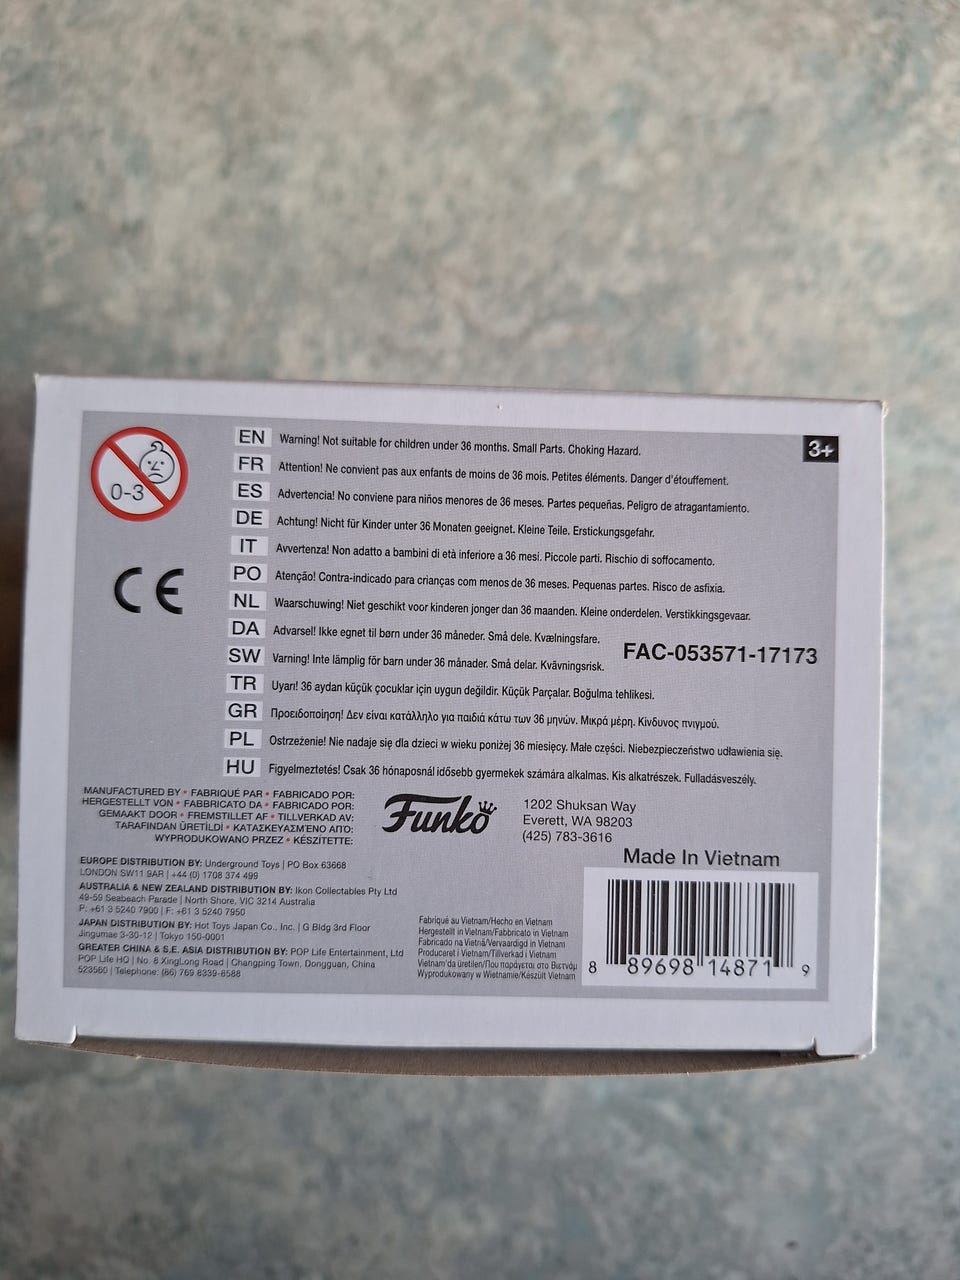 0-3
3+
EN Warning! Not suitable for children under 36 months. Small Parts. Choking Hazard.
FR Attention! Ne convient pas aux enfants de moins de 36 mois. Petites éléments. Danger d'étouffement.
ES Advertencia! No conviene para niños menores de 36 meses. Partes pequeñas. Peligro de atragantamiento.
DE Achtung! Nicht für Kinder unter 36 Monaten geeignet. Kleine Teile. Erstickungsgefahr.
IT Avvertenza! Non adatto a bambini di età inferiore a 36 mesi. Piccole parti. Rischio di soffocamento.
PO Atenção! Contra-indicado para crianças com menos de 36 meses. Pequenas partes. Risco de asfixia.
NL Waarschuwing! Niet geschikt voor kinderen jonger dan 36 maanden. Kleine onderdelen. Verstikkingsgevaar.
DA Advarsel! Ikke egnet til børn under 36 måneder. Små dele. Kvælningsfare.
SW Varning! Inte lämplig för barn under 36 månader. Små delar. Kvävningsrisk.
TR Uyarı! 36 aydan küçük çocuklar için uygun değildir. Küçük Parçalar. Boğulma tehlikesi.
GR Προειδοποίηση! Δεν είναι κατάλληλο για παιδιά κάτω των 36 μηνών. Μικρά μέρη. Κίνδυνος πνιγμού.
PL Ostrzeżenie! Nie nadaje się dla dzieci w wieku poniżej 36 miesięcy. Małe części. Niebezpieczeństwo udławienia się.
HU Figyelmeztetés! Csak 36 hónaposnál idősebb gyermekek számára alkalmas. Kis alkatrészek. Fulladásveszély.
CE
FAC-053571-17173
MANUFACTURED BY • FABRIQUÉ PAR • FABRICADO POR:
HERGESTELLT VON • FABBRICATO DA • FABRICADO POR:
GEMAAKT DOOR • FREMSTILLET AF • TILLVERKAD AV:
TARAFINDAN ÜRETİLDİ • ΚΑΤΑΣΚΕΥΑΣΜΈΝΟ ΑΠΌ:
WYPRODUKOWANO PRZEZ • KÉSZÍTETTE:
Funko
1202 Shuksan Way
Everett, WA 98203
(425) 783-3616
EUROPE DISTRIBUTION BY: Underground Toys | PO Box 63668
LONDON SW11 9AR | +44 (0) 1708 374 499
AUSTRALIA & NEW ZEALAND DISTRIBUTION BY: Ikon Collectables Pty Ltd
49-59 Seabeach Parade | North Shore, VIC 3214 Australia
P: +61 3 5240 7900 | F: +61 3 5240 7950
JAPAN DISTRIBUTION BY: Hot Toys Japan Co., Inc. | G Bldg 3rd Floor
Jingumae 3-30-12 | Tokyo 150-0001
GREATER CHINA & S.E. ASIA DISTRIBUTION BY: POP Life Entertainment, Ltd
POP Life HQ | No. 8 XingLong Road | Changping Town, Dongguan, China
523560 | Telephone: (86) 769 8339-8588
Fabriqué au Vietnam/Hecho en Vietnam
Hergestellt in Vietnam/Fabbricato in Vietnam
Fabricado na Vietnã/Vervaardigd in Vietnam
Produceret i Vietnam/Tillverkad i Vietnam
Vietnam'da üretilen/Που παράγεται στο Βιετνάμ
Wyprodukowany w Wietnamie/Készült Vietnam
Made In Vietnam
8 89698 14871 9